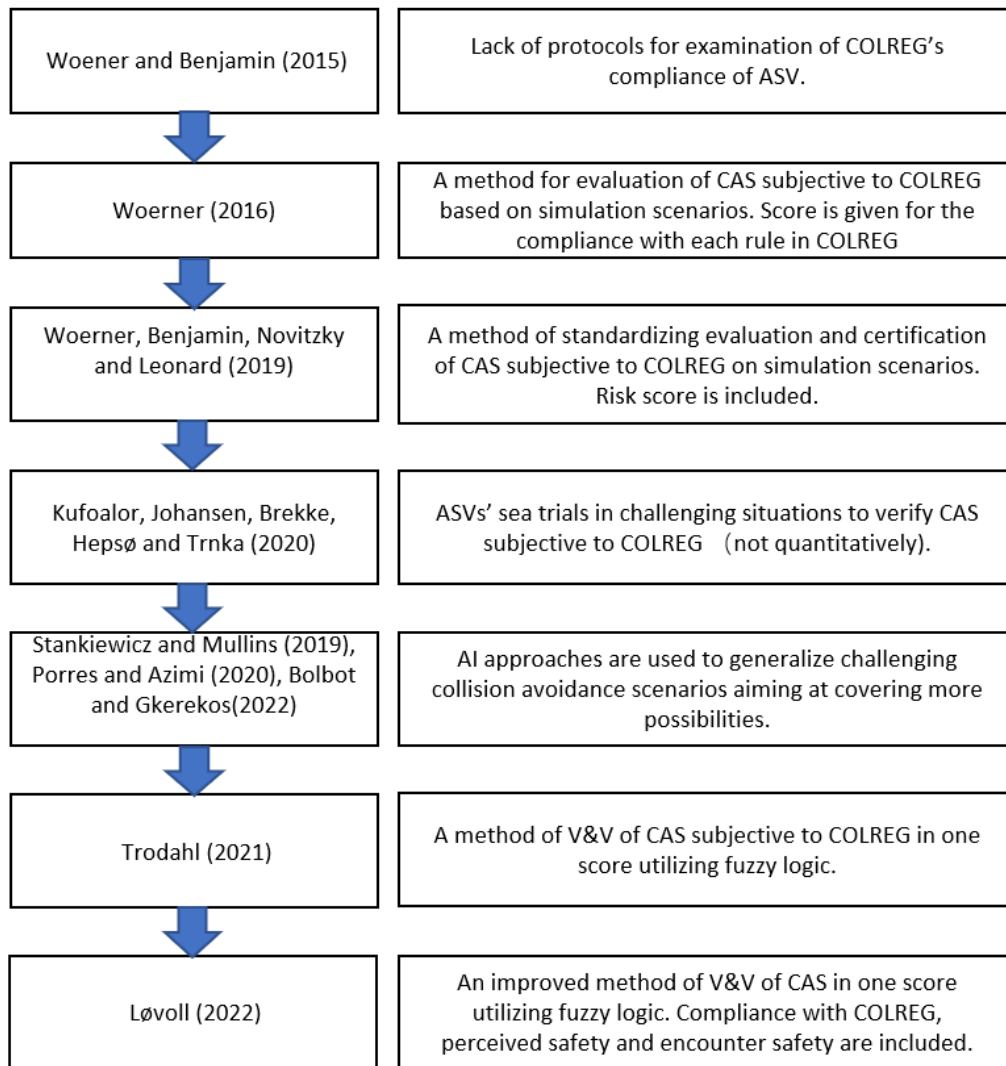 Woener and Benjamin (2015)
Lack of protocols for examination of COLREG's
compliance of ASV.
Woerner (2016)
A method for evaluation of CAS subjective to COLREG
based on simulation scenarios. Score is given for the
compliance with each rule in COLREG
Woerner, Benjamin, Novitzky
and Leonard (2019)
A method of standardizing evaluation and certification
of CAS subjective to COLREG on simulation scenarios.
Risk score is included.
Kufoalor, Johansen, Brekke,
Hepsø and Trnka (2020)
ASVs' sea trials in challenging situations to verify CAS
subjective to COLREG （not quantitatively).
Stankiewicz and Mullins (2019),
Porres and Azimi (2020), Bolbot
and Gkerekos(2022)
AI approaches are used to generalize challenging
collision avoidance scenarios aiming at covering more
possibilities.
Trodahl (2021)
A method of V&V of CAS subjective to COLREG in one
score utilizing fuzzy logic.
Løvoll (2022)
An improved method of V&V of CAS in one score
utilizing fuzzy logic. Compliance with COLREG,
perceived safety and encounter safety are included.